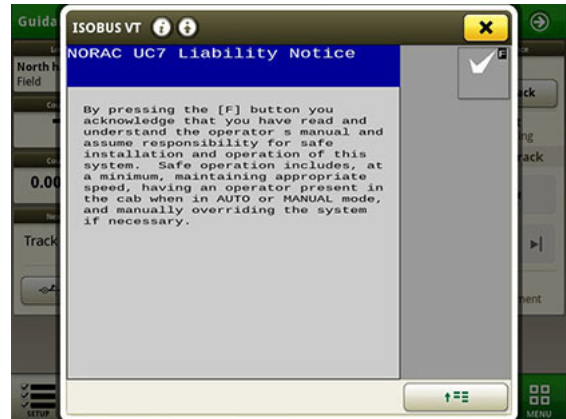 Guida
ISOBUS VT
NORAC UC7 Liability Notice
F
North h
Field
By pressing the [F] button you
acknowledge that you have read and
understand the operator s manual and
assume responsibility for safe
installation and operation of this
system. Safe operation includes, at
a minimum, maintaining appropriate
speed, having an operator present in
the cab when in AUTO or MANUAL mode,
and manually overriding the system
if necessary.
0.00
Track
SETUP
MENU